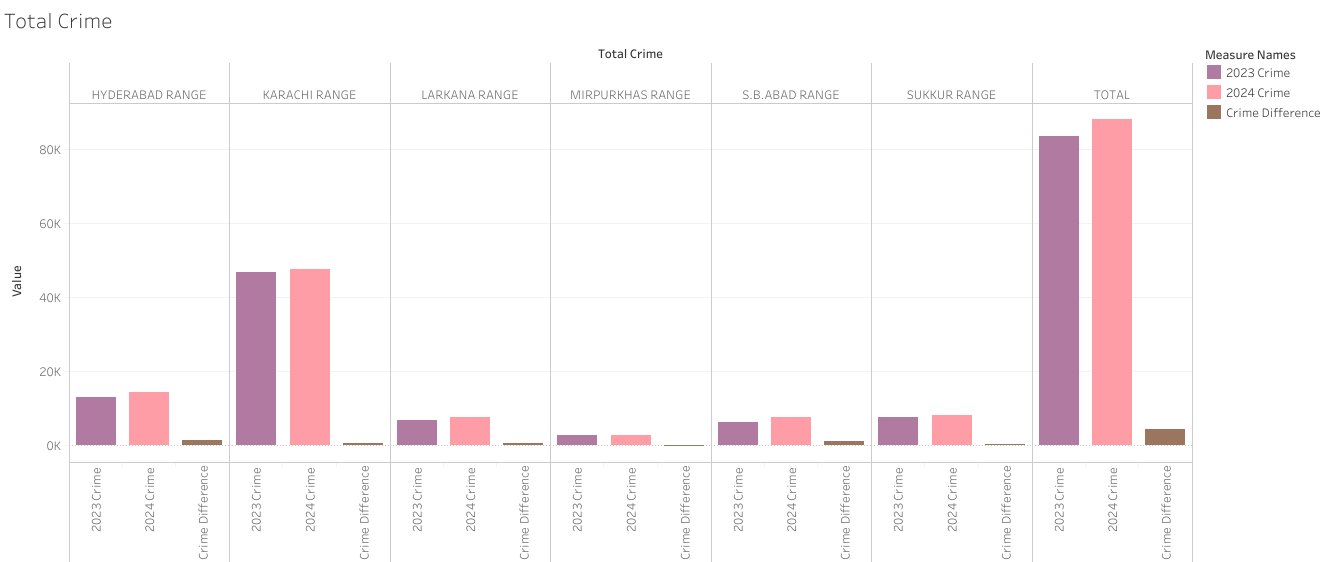 Total Crime
Total Crime
HYDERABAD RANGE KARACHI RANGE LARKANA RANGE MIRPURKHAS RANGE S.B.ABAD RANGE SUKKUR RANGE TOTAL
Measure Names
2023 Crime
2024 Crime
Crime Difference
Value
80K
60K
40K
20K
0K
2023 Crime 2024 Crime Crime Difference 2023 Crime 2024 Crime Crime Difference 2023 Crime 2024 Crime Crime Difference 2023 Crime 2024 Crime Crime Difference 2023 Crime 2024 Crime Crime Difference 2023 Crime 2024 Crime Crime Difference 2023 Crime 2024 Crime Crime Difference